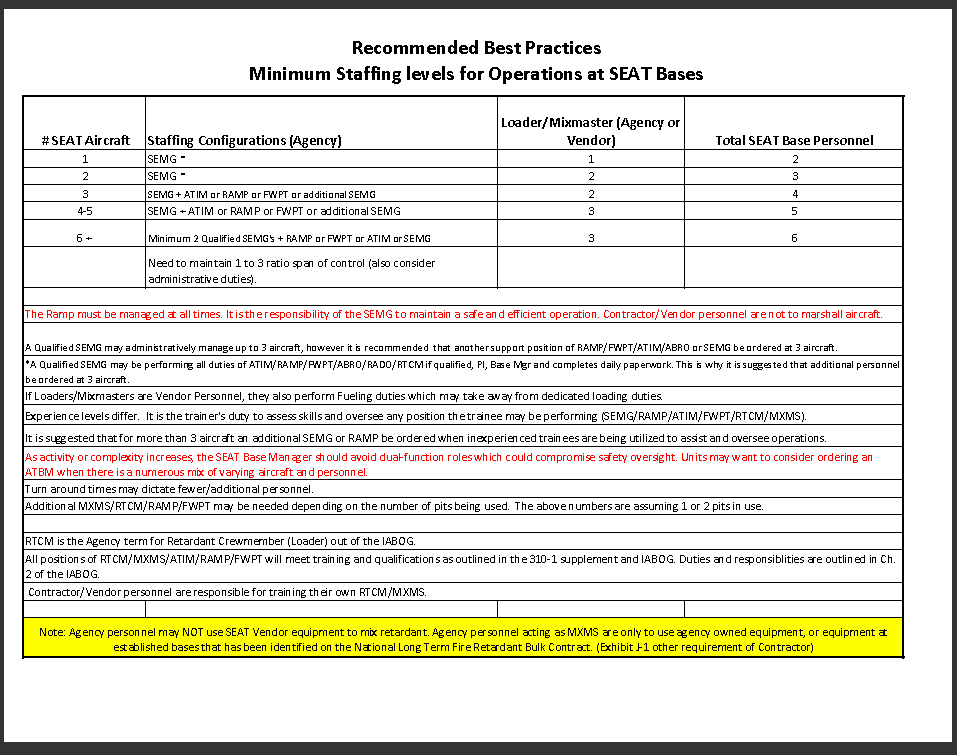 Recommended Best Practices
Minimum Staffing levels for Operations at SEAT Bases
# SEAT Aircraft Staffing Configurations (Agency) Loader/Mixmaster (Agency or Vendor) Total SEAT Base Personnel
1 SEMG * 1 2
2 SEMG * 2 3
3 SEMG + ATIM or RAMP or FWPT or additional SEMG 2 4
4-5 SEMG + ATIM or RAMP or FWPT or additional SEMG 3 5
6 + Minimum 2 Qualified SEMG's + RAMP or FWPT or ATIM or SEMG 3 6
Need to maintain 1 to 3 ratio span of control (also consider
administrative duties).
The Ramp must be managed at all times. It is the responsibility of the SEMG to maintain a safe and efficient operation. Contractor/Vendor personnel are not to marshall aircraft.
A Qualified SEMG may administratively manage up to 3 aircraft, however it is recommended that another support position of RAMP/FWPT/ATIM/ABRO or SEMG be ordered at 3 aircraft.
*A Qualified SEMG may be performing all duties of ATIM/RAMP/FWPT/ABRO/RADO/RTCM if qualified, PI, Base Mgr and completes daily paperwork. This is why it is suggested that additional personnel
be ordered at 3 aircraft.
If Loaders/Mixmasters are Vendor Personnel, they also perform Fueling duties which may take away from dedicated loading duties.
Experience levels differ. It is the trainer's duty to assess skills and oversee any position the trainee may be performing (SEMG/RAMP/ATIM/FWPT/RTCM/MXMS).
It is suggested that for more than 3 aircraft an additional SEMG or RAMP be ordered when inexperienced trainees are being utilized to assist and oversee operations.
As activity or complexity increases, the SEAT Base Manager should avoid dual-function roles which could compromise safety oversight. Units may want to consider ordering an
ATBM when there is a numerous mix of varying aircraft and personnel.
Turn around times may dictate fewer/additional personnel.
Additional MXMS/RTCM/RAMP/FWPT may be needed depending on the number of pits being used. The above numbers are assuming 1 or 2 pits in use.
RTCM is the Agency term for Retardant Crewmember (Loader) out of the IABOG.
All positions of RTCM/MXMS/ATIM/RAMP/FWPT will meet training and qualifications as outlined in the 310-1 supplement and IABOG. Duties and responsiblities are outlined in Ch.
2 of the IABOG.
Contractor/Vendor personnel are responsible for training their own RTCM/MXMS.
Note: Agency personnel may NOT use SEAT Vendor equipment to mix retardant. Agency personnel acting as MXMS are only to use agency owned equipment, or equipment at
established bases that has been identified on the National Long Term Fire Retardant Bulk Contract. (Exhibit J-1 other requirement of Contractor)